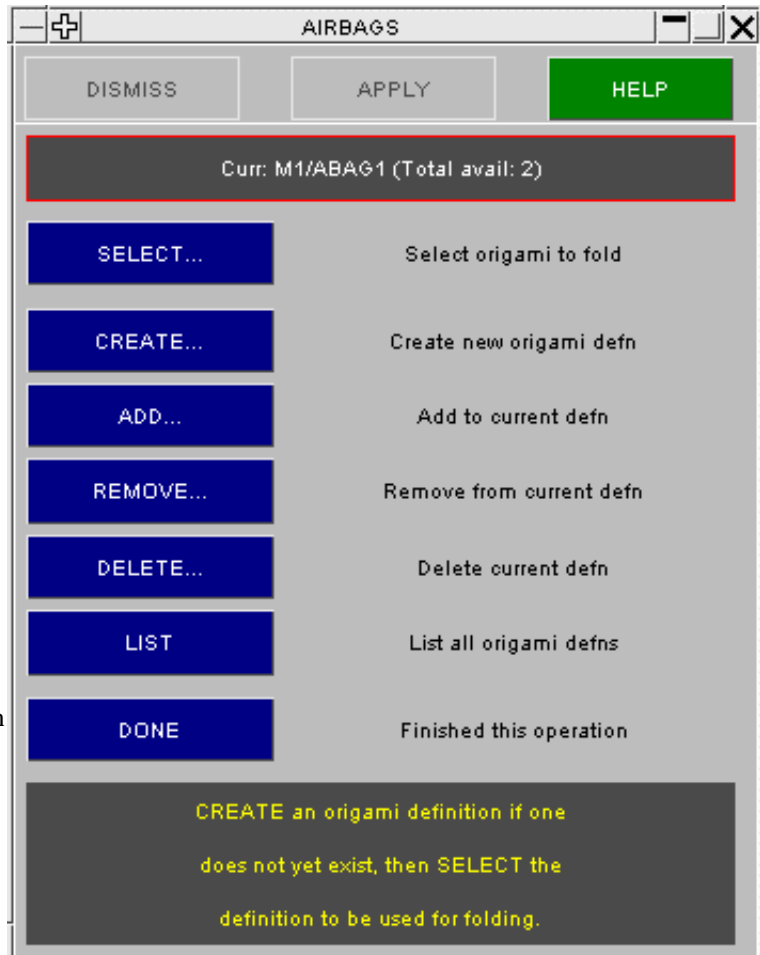 AIRBAGS
DISMISS APPLY HELP
Curr: M1/ABAG1 (Total avail: 2)
SELECT... Select origami to fold
CREATE... Create new origami defn
ADD... Add to current defn
REMOVE... Remove from current defn
DELETE... Delete current defn
LIST List all origami defns
DONE Finished this operation
CREATE an origami definition if one
does not yet exist, then SELECT the
definition to be used for folding.